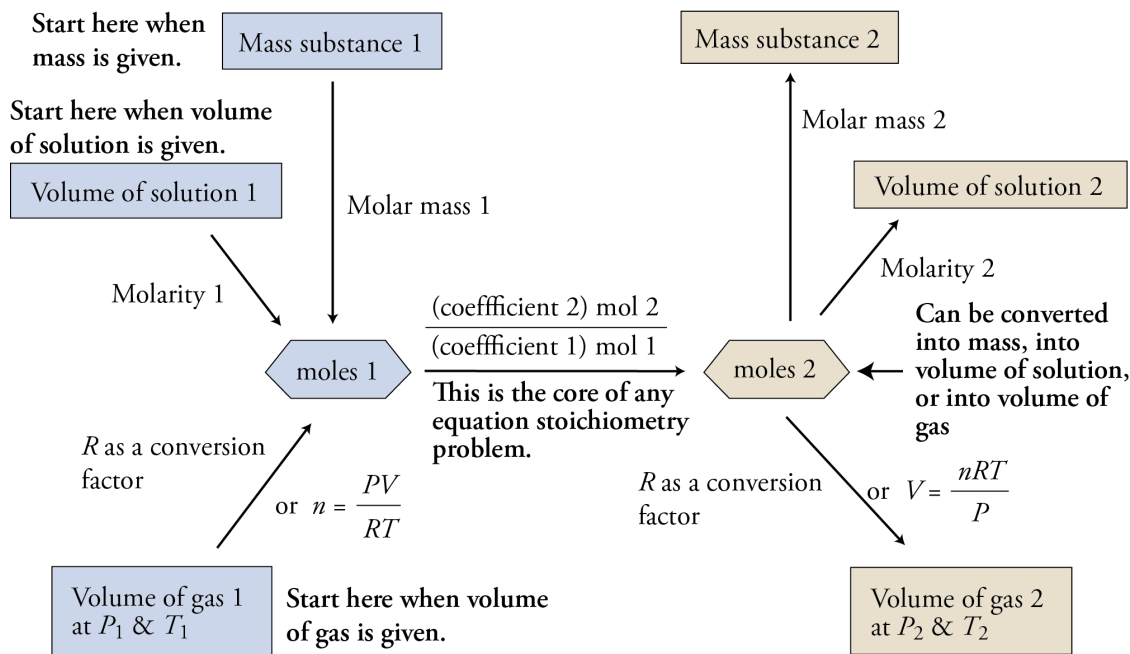 Start here when
mass is given.
Mass substance 1
Mass substance 2
Start here when volume
of solution is given.
Molar mass 2
Volume of solution 1
Volume of solution 2
Molar mass 1
Molarity 1
Molarity 2
(coeffficient 2) mol 2
(coeffficient 1) mol 1
moles 1
moles 2
Can be converted
into mass, into
volume of solution,
or into volume of
gas
This is the core of any
equation stoichiometry
problem.
R as a conversion
factor
or n = PV
RT
R as a conversion
factor
or V = nRT
P
Volume of gas 1
at P₁ & T₁
Start here when volume
of gas is given.
Volume of gas 2
at P₂ & T₂